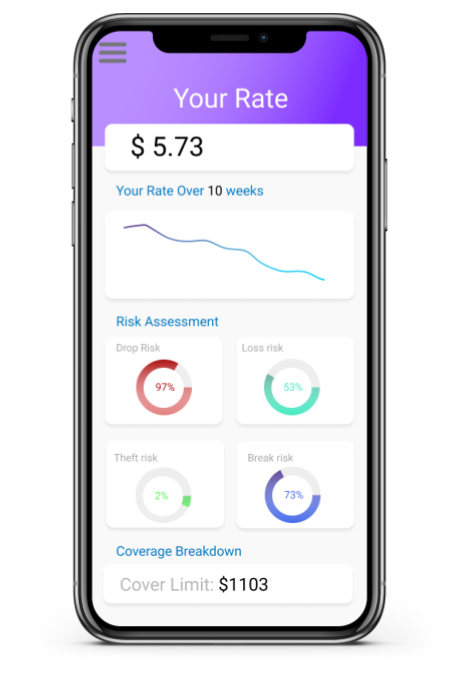 Your Rate
$ 5.73
Your Rate Over 10 weeks
Risk Assessment
Drop Risk
Loss risk
97%
53%
Theft risk
Break risk
2%
73%
Coverage Breakdown
Cover Limit: $1103